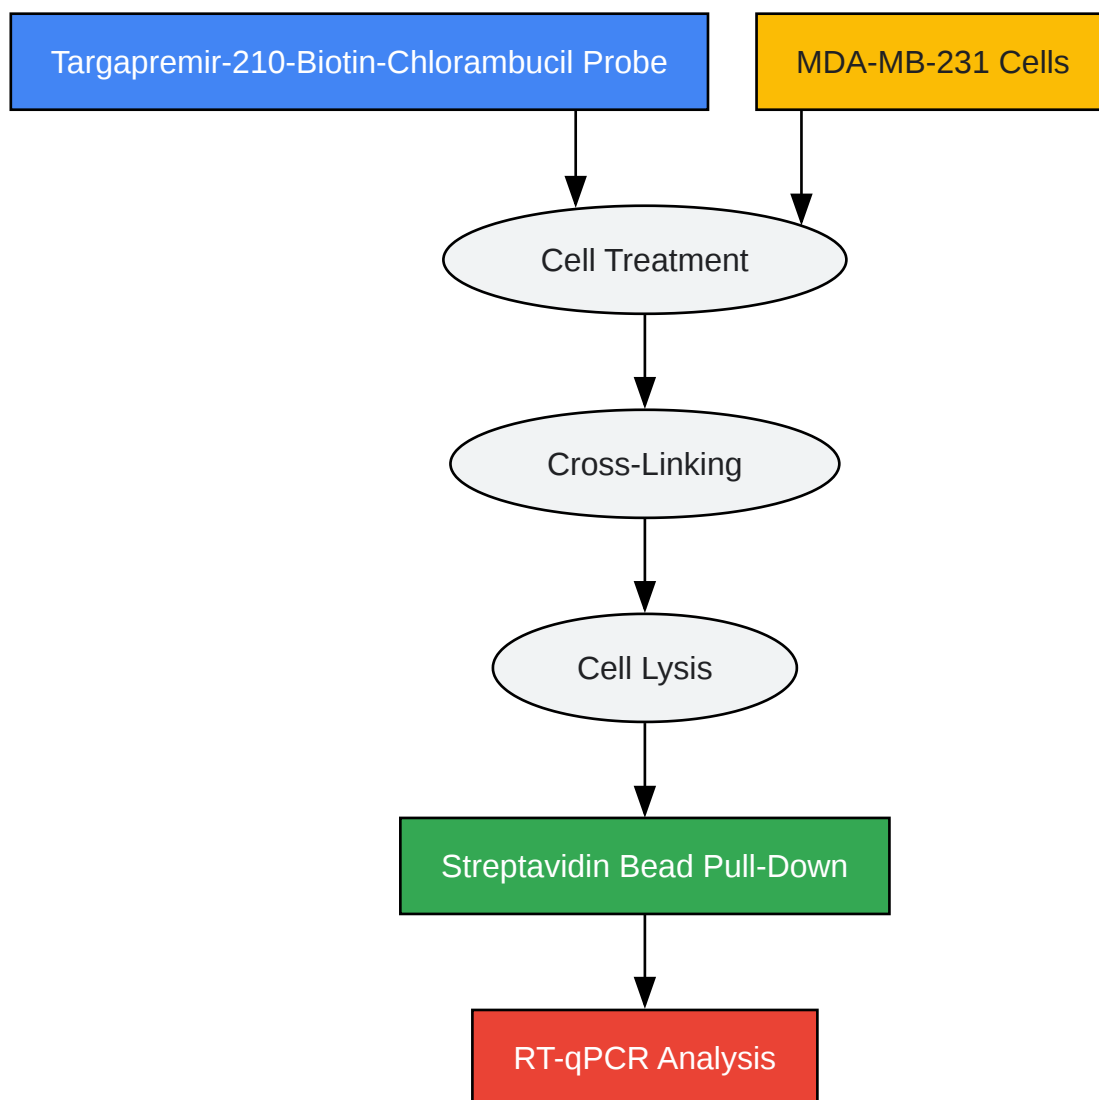 Targapremir-210-Biotin-Chlorambucil Probe
MDA-MB-231 Cells
Cell Treatment
Cross-Linking
Cell Lysis
Streptavidin Bead Pull-Down
RT-qPCR Analysis